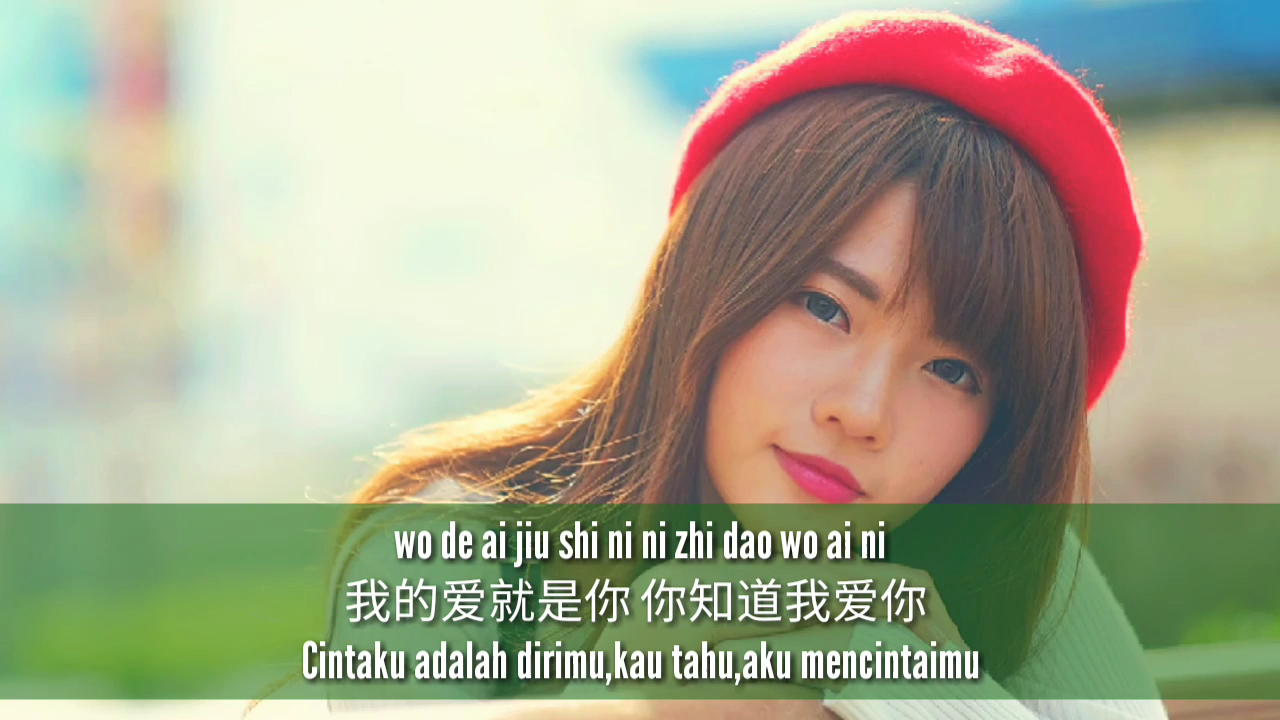 wo de ai jiu shi ni ni zhi dao wo ai ni
我的爱就是你 你知道我爱你
Cintaku adalah dirimu,kau tahu,aku mencintaimu